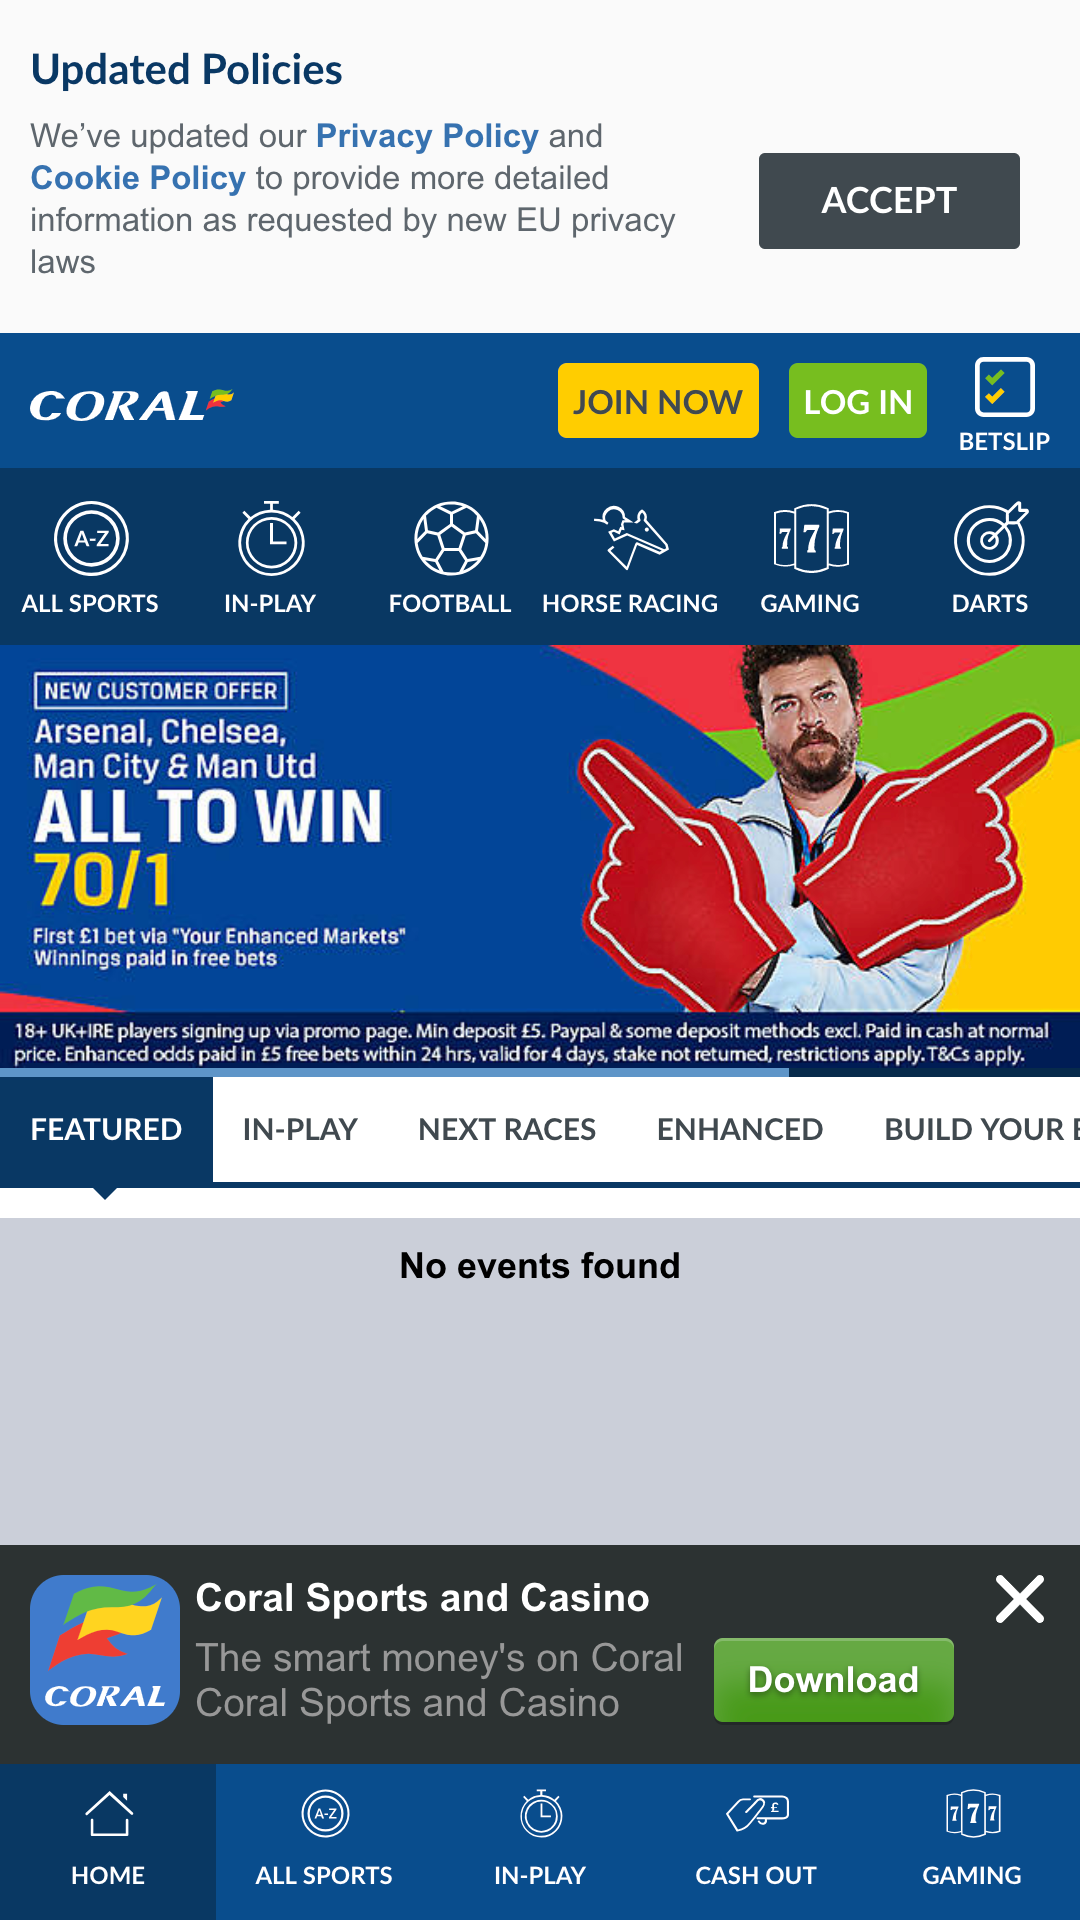 Updated Policies
We’ve updated our Privacy Policy and
Cookie Policy to provide more detailed
information as requested by new EU privacy
laws
ACCEPT
CORAL
JOIN NOW
LOG IN
BETSLIP
A-Z
7 7 7
ALL SPORTS
IN-PLAY
FOOTBALL
HORSE RACING
GAMING
DARTS
NEW CUSTOMER OFFER
Arsenal, Chelsea,
Man City & Man Utd
ALL TO WIN
70/1
First £1 bet via "Your Enhanced Markets"
Winnings paid in free bets
18+ UK+IRE players signing up via promo page. Min deposit £5. Paypal & some deposit methods excl. Paid in cash at normal
price. Enhanced odds paid in £5 free bets within 24 hrs, valid for 4 days, stake not returned, restrictions apply. T&Cs apply.
FEATURED
IN-PLAY
NEXT RACES
ENHANCED
BUILD YOUR
No events found
Coral Sports and Casino
The smart money's on Coral
Coral Sports and Casino
CORAL
Download
A-Z
£
7 7 7
HOME
ALL SPORTS
IN-PLAY
CASH OUT
GAMING